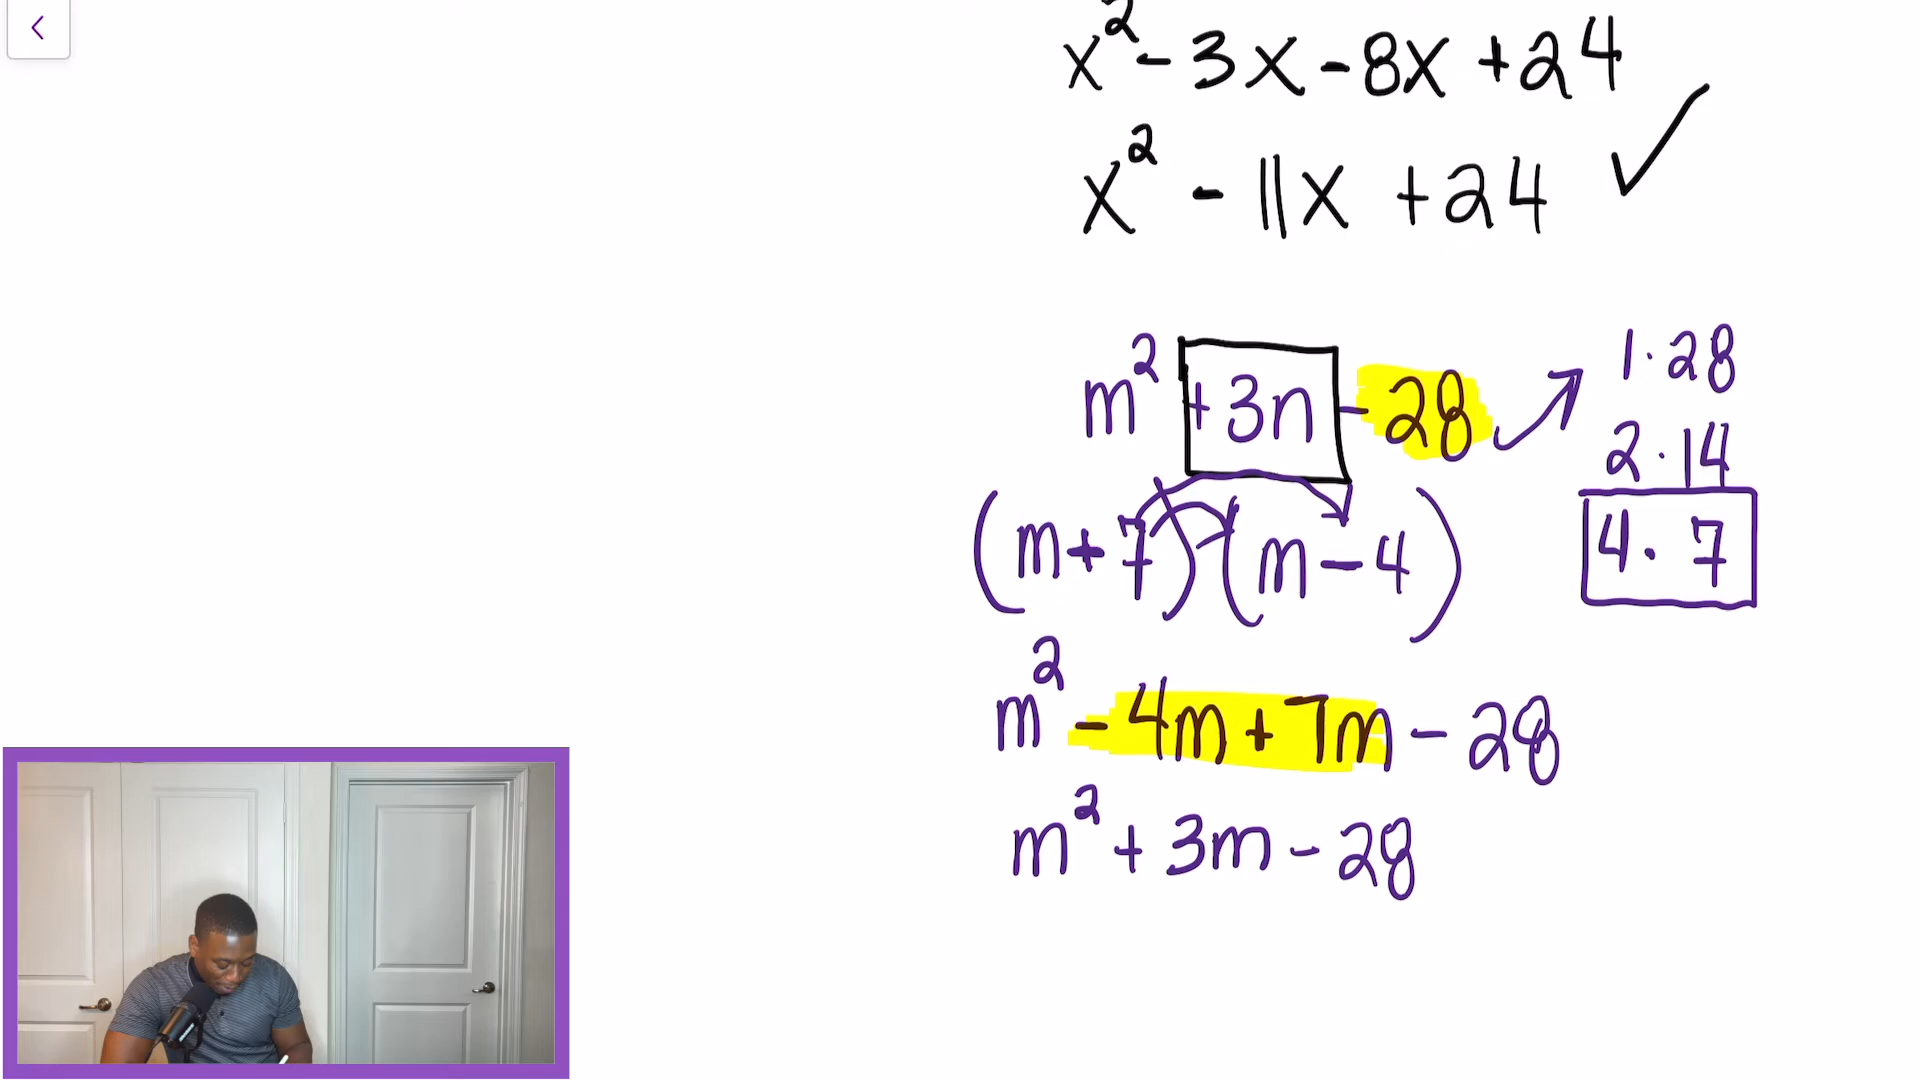 x² - 3x - 8x + 24
x² - 11x + 24 ✓
m² +3n - 28
1·28
2·14
4·7
(m+7)(m-4)
m² - 4m + 7m - 28
m² + 3m - 28